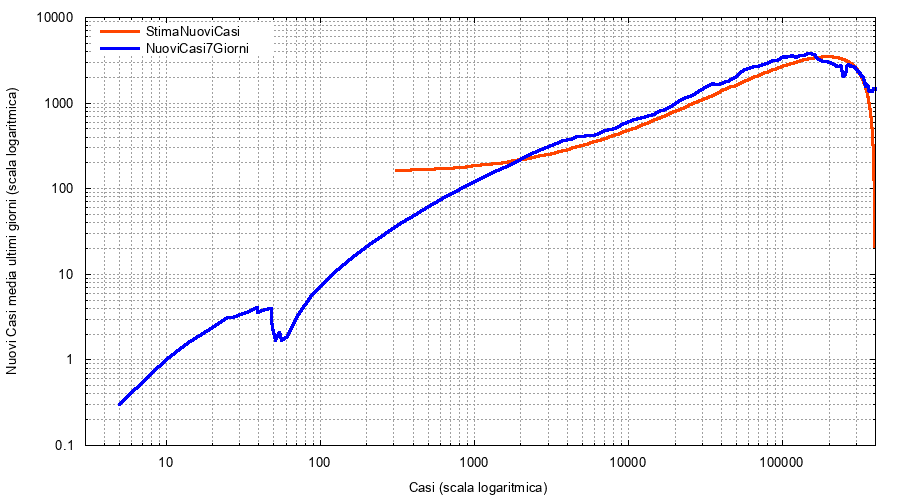 StimaNuoviCasi
NuoviCasi7Giorni
Nuovi Casi media ultimi giorni (scala logaritmica)
10000
1000
100
10
1
0.1
10
100
1000
10000
100000
Casi (scala logaritmica)